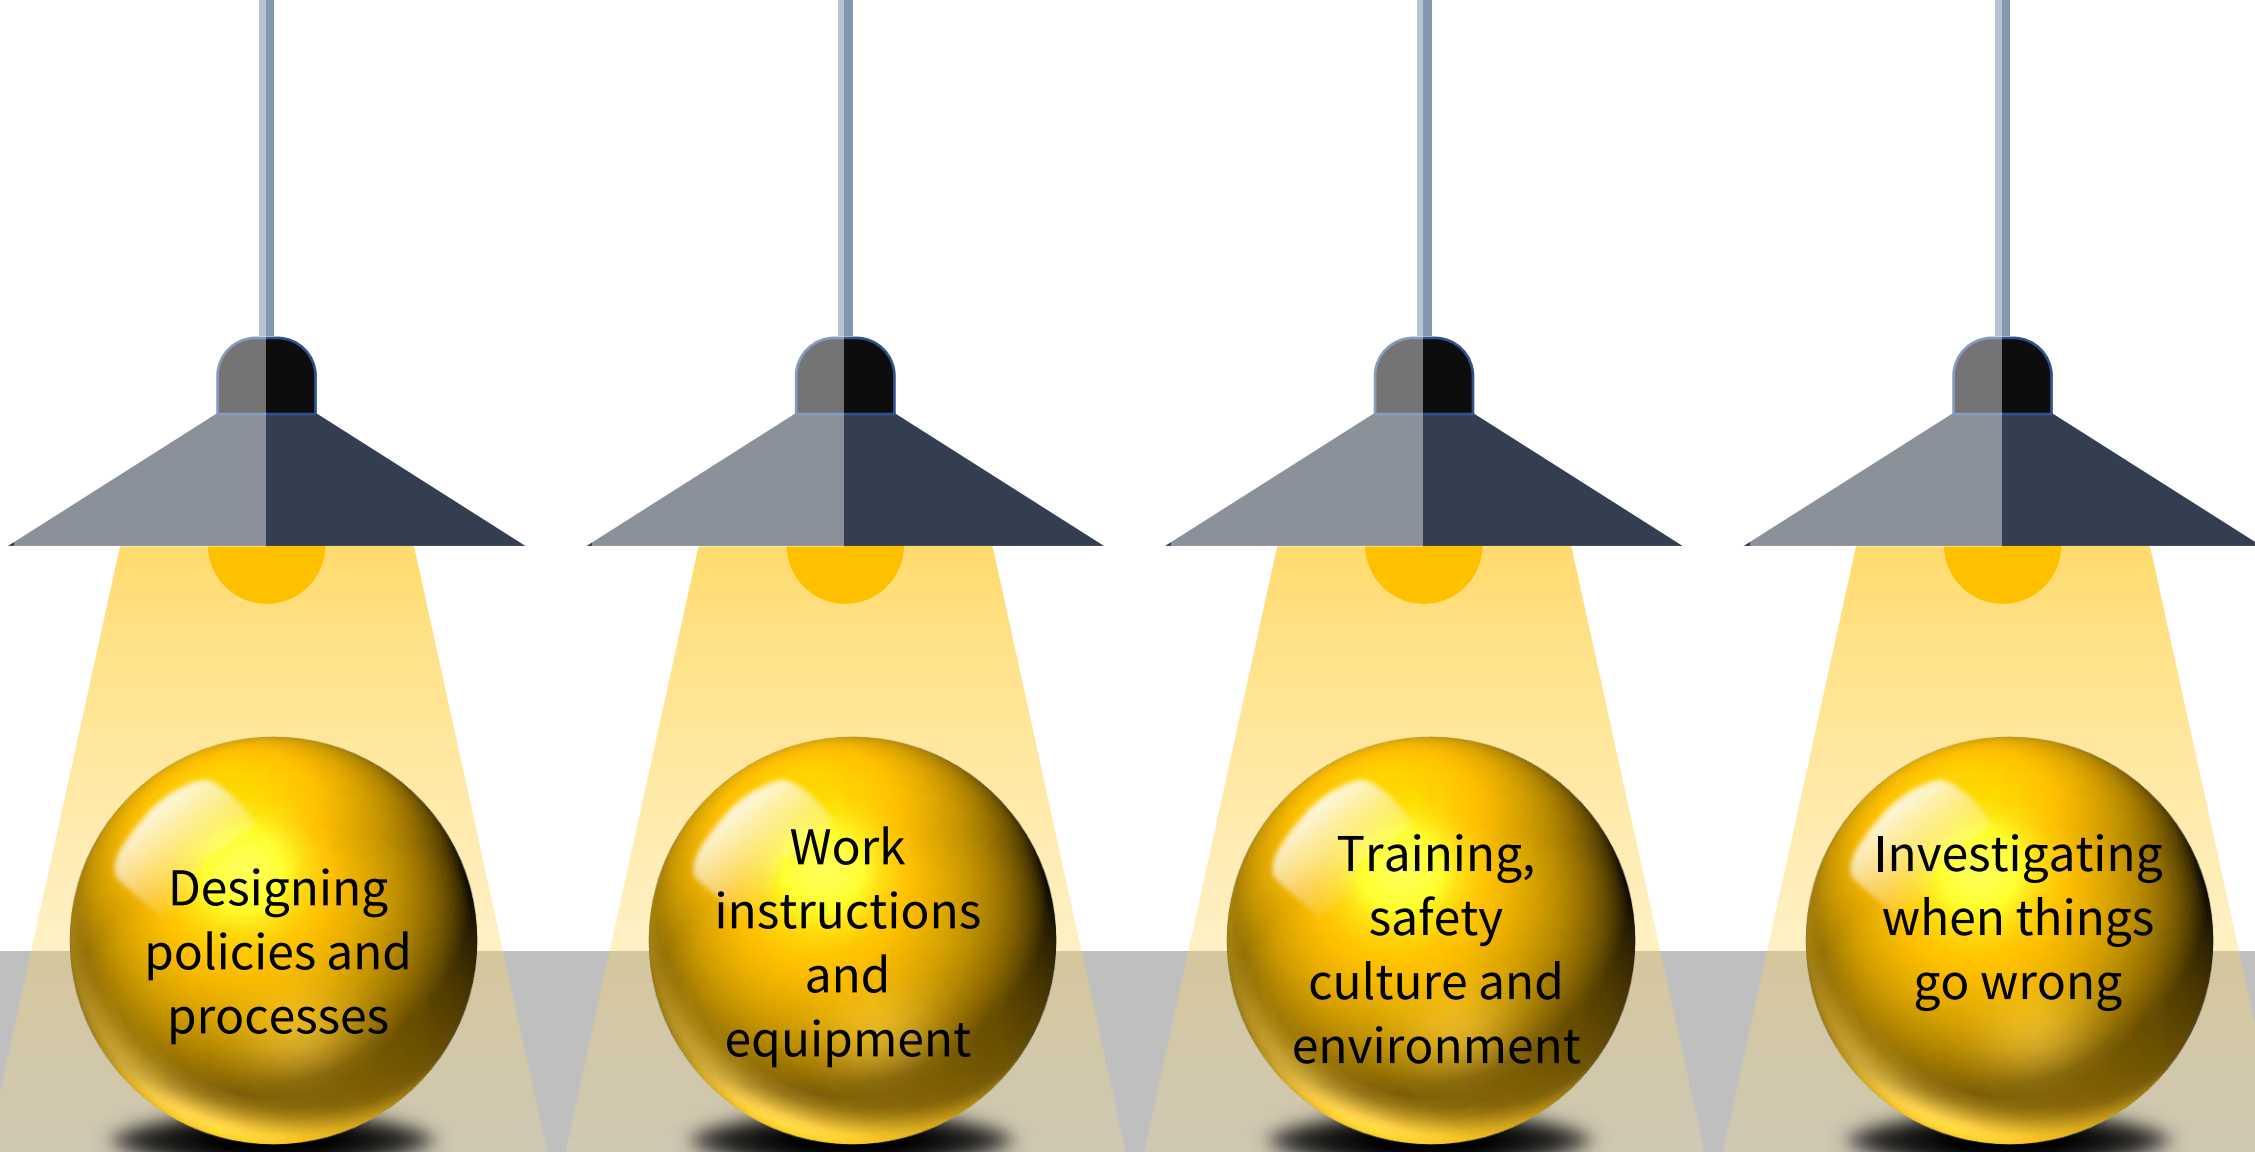 Designing
policies and
processes
Work
instructions
and
equipment
Training,
safety
culture and
environment
Investigating
when things
go wrong